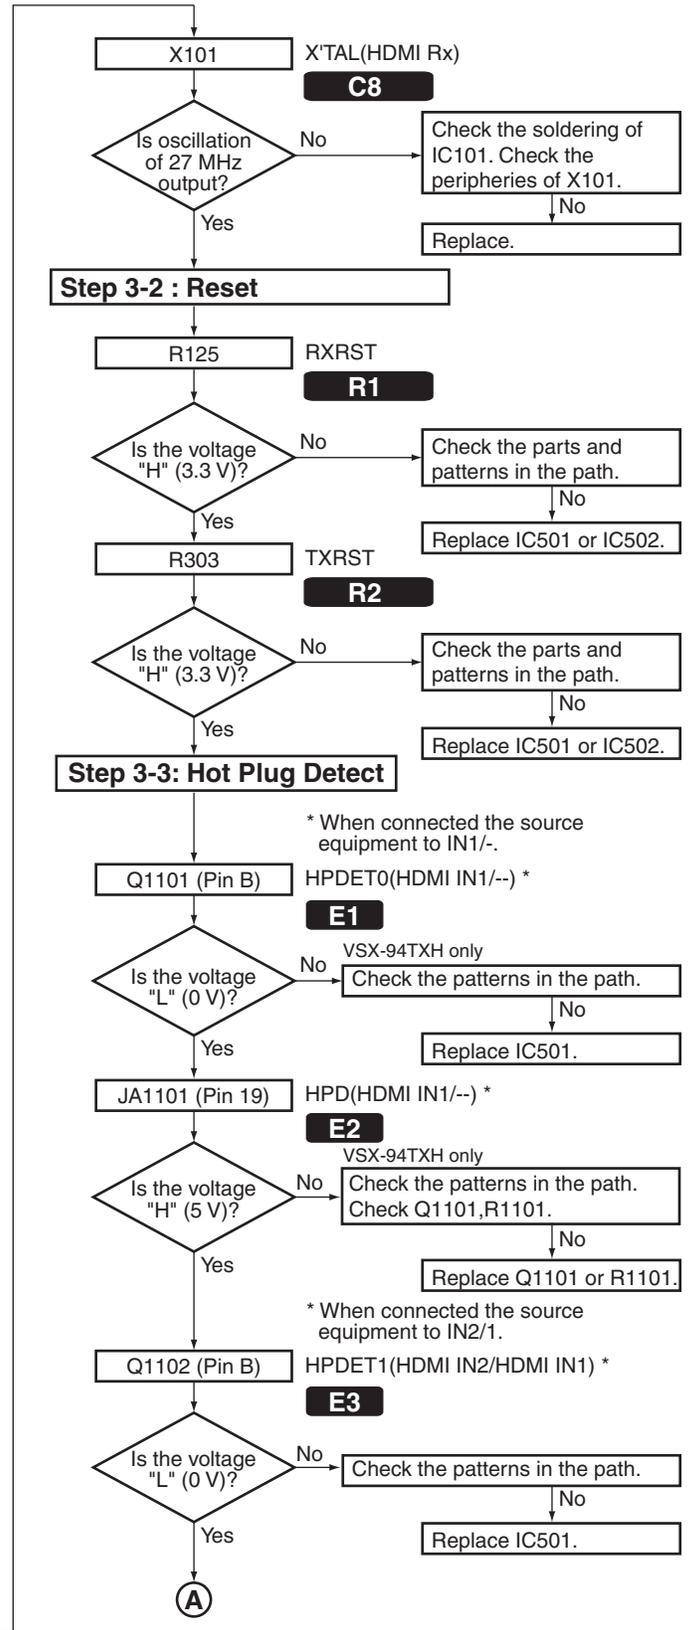 X101
X'TAL(HDMI Rx)
C8
Is oscillation
of 27 MHz
output?
No
Check the soldering of
IC101. Check the
peripheries of X101.
No
Replace.
Yes
Step 3-2 : Reset
R125
RXRST
R1
Is the voltage
"H" (3.3 V)?
No
Check the parts and
patterns in the path.
No
Replace IC501 or IC502.
Yes
R303
TXRST
R2
Is the voltage
"H" (3.3 V)?
No
Check the parts and
patterns in the path.
No
Replace IC501 or IC502.
Yes
Step 3-3: Hot Plug Detect
* When connected the source
equipment to IN1/-.
Q1101 (Pin B)
HPDET0(HDMI IN1/--) *
E1
VSX-94TXH only
Is the voltage
"L" (0 V)?
No
Check the patterns in the path.
No
Replace IC501.
Yes
JA1101 (Pin 19)
HPD(HDMI IN1/--) *
E2
VSX-94TXH only
Is the voltage
"H" (5 V)?
No
Check the patterns in the path.
Check Q1101,R1101.
No
Replace Q1101 or R1101.
Yes
* When connected the source
equipment to IN2/1.
Q1102 (Pin B)
HPDET1(HDMI IN2/HDMI IN1) *
E3
Is the voltage
"L" (0 V)?
No
Check the patterns in the path.
No
Replace IC501.
Yes
A